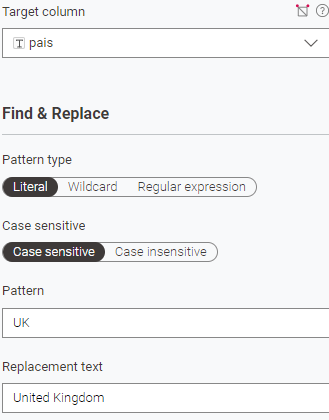 Target column
T pais
Find & Replace
Pattern type
Literal Wildcard Regular expression
Case sensitive
Case sensitive Case insensitive
Pattern
UK
Replacement text
United Kingdom